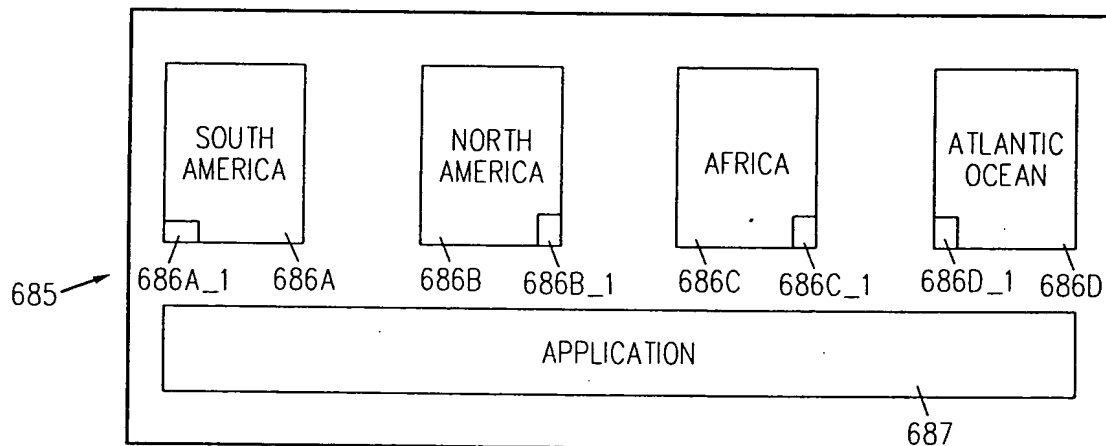 SOUTH
AMERICA
NORTH
AMERICA
AFRICA
ATLANTIC
OCEAN
686A_1
686A
686B
686B_1
686C
686C_1
686D_1
686D
685
APPLICATION
687